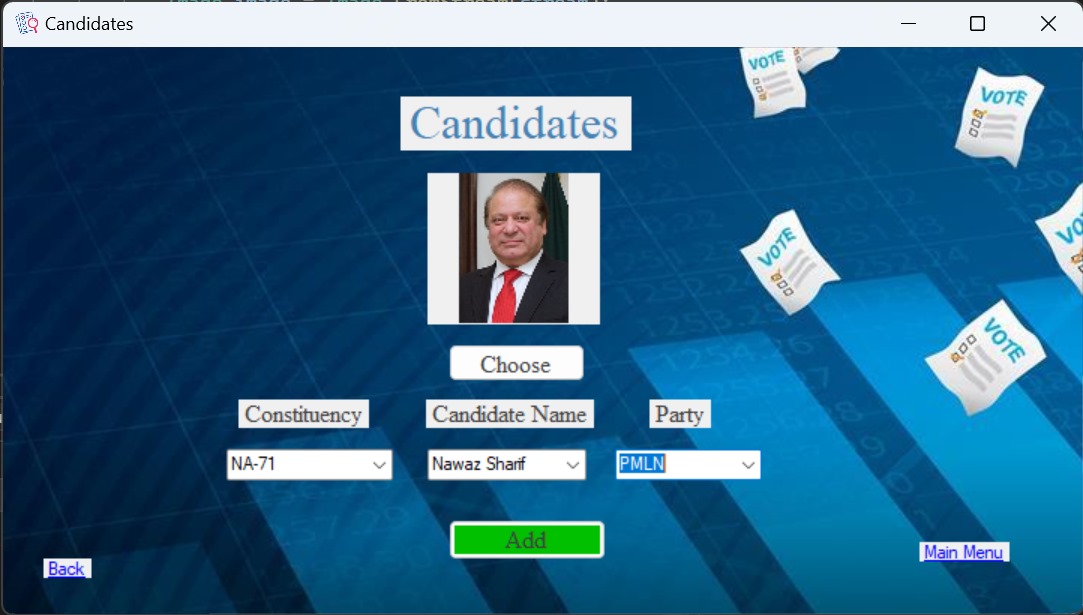 Candidates
VOTE
VOTE
Candidates
VOTE
VOTE
Choose
Constituency Candidate Name Party
NA-71 Nawaz Sharif PMLN
Add
Main Menu
Back